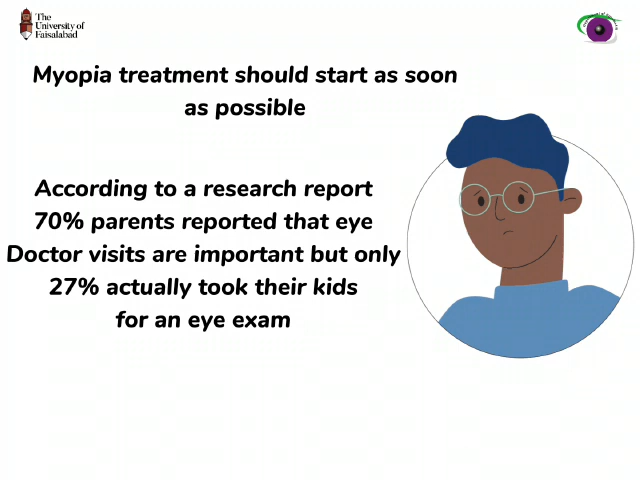 The
University of
Faisalabad
Myopia treatment should start as soon
as possible
According to a research report
70% parents reported that eye
Doctor visits are important but only
27% actually took their kids
for an eye exam